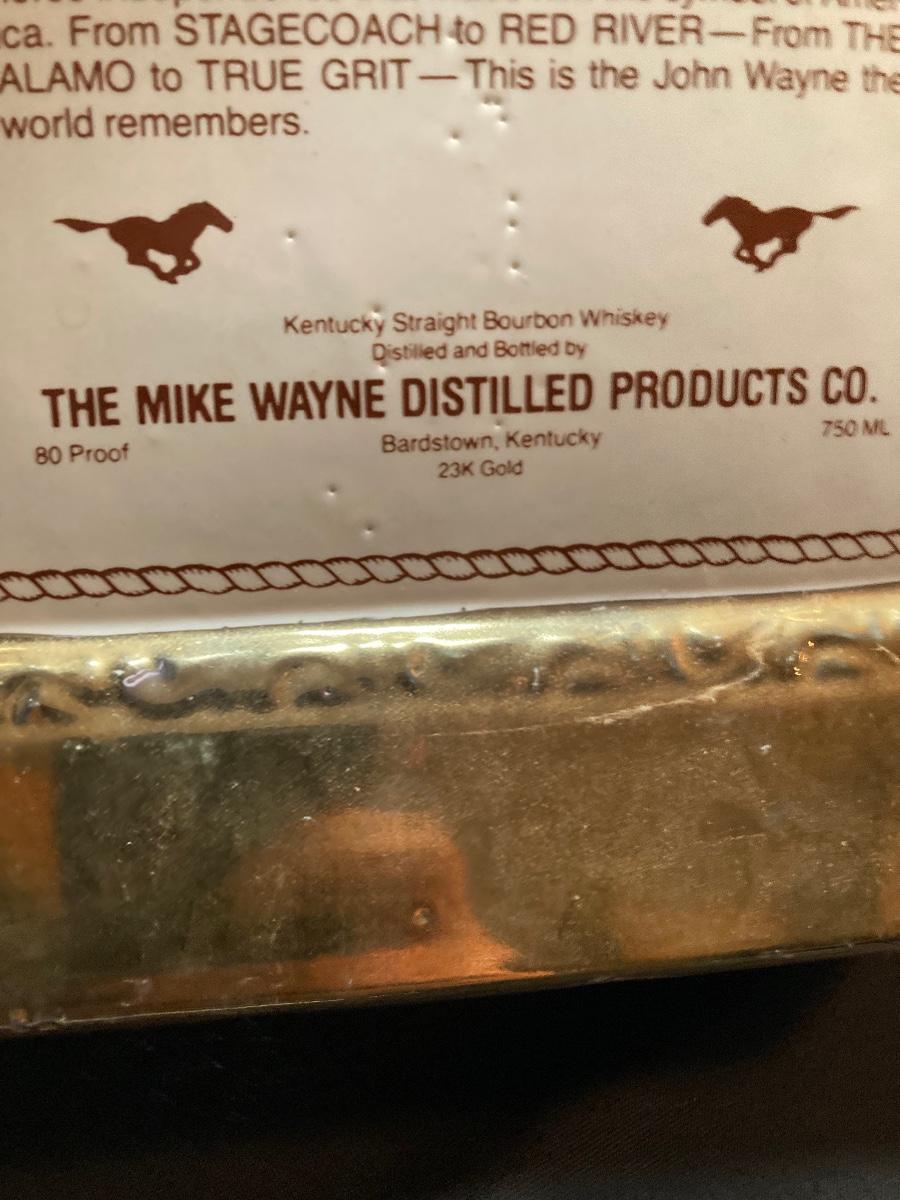 ca. From STAGECOACH to RED RIVER—From THE
ALAMO to TRUE GRIT—This is the John Wayne the
world remembers.
Kentucky Straight Bourbon Whiskey
Distilled and Bottled by
THE MIKE WAYNE DISTILLED PRODUCTS CO.
80 Proof Bardstown, Kentucky 750 ML
23K Gold